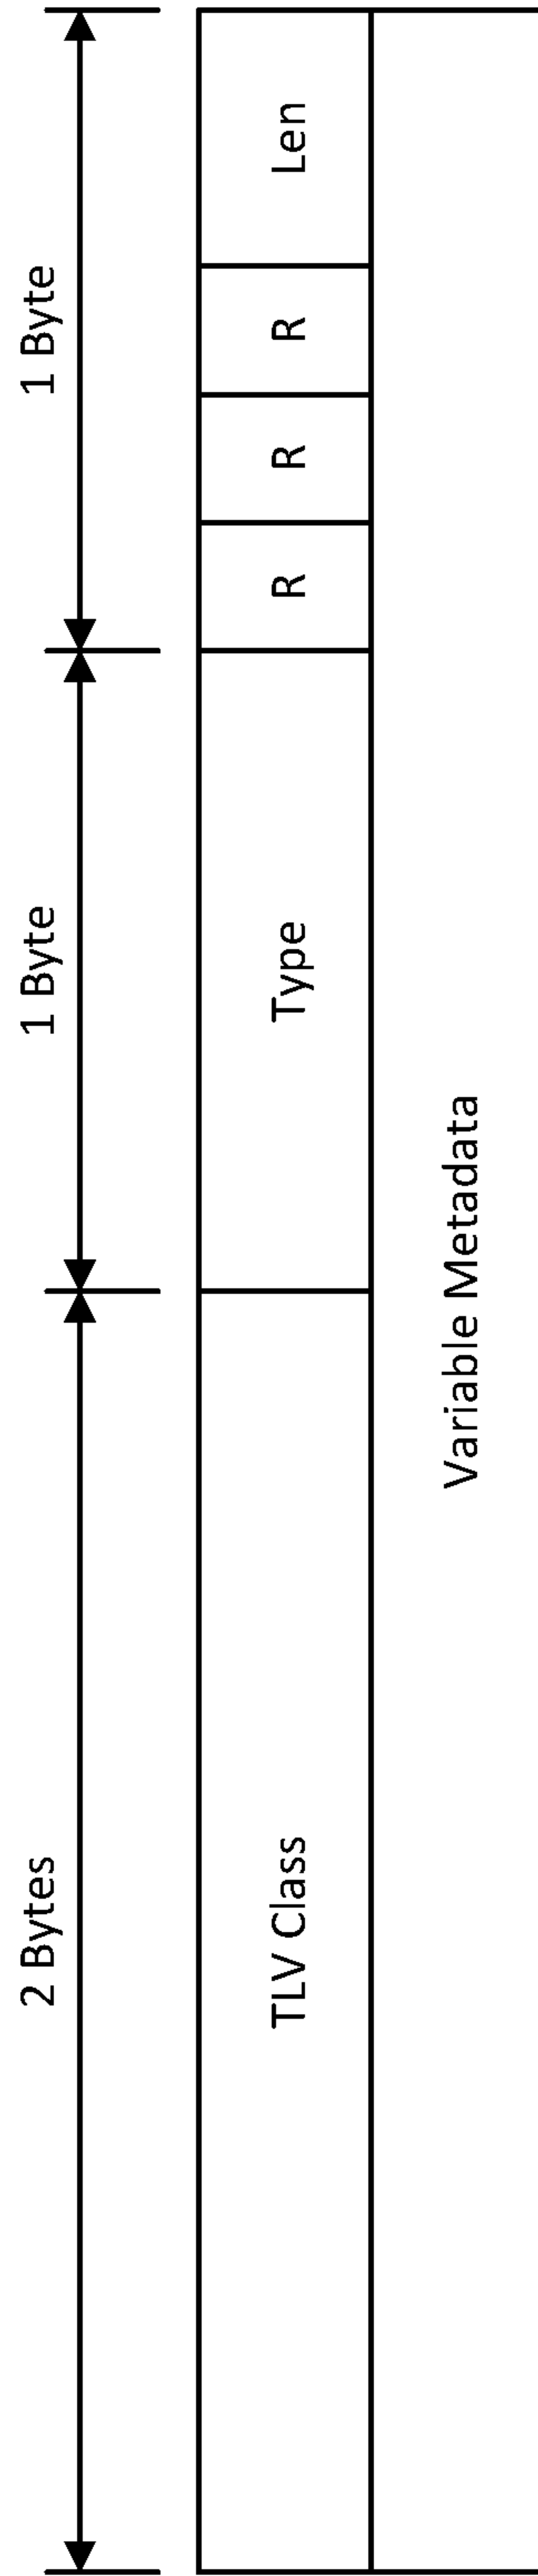 2 Bytes
1 Byte
1 Byte
TLV Class
Type
R
R
R
Len
Variable Metadata